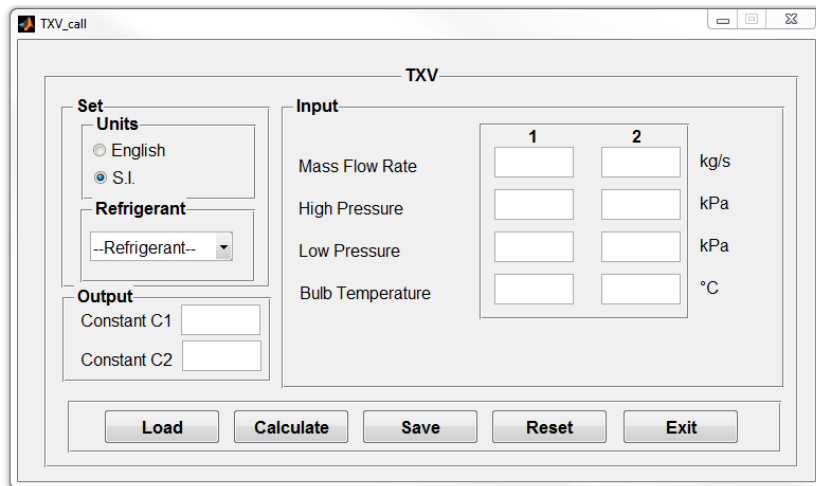 TXV_call
TXV
Set
Units
English
S.I.
Refrigerant
--Refrigerant--
Output
Constant C1
Constant C2
Input
1 2
Mass Flow Rate kg/s
High Pressure kPa
Low Pressure kPa
Bulb Temperature °C
Load Calculate Save Reset Exit